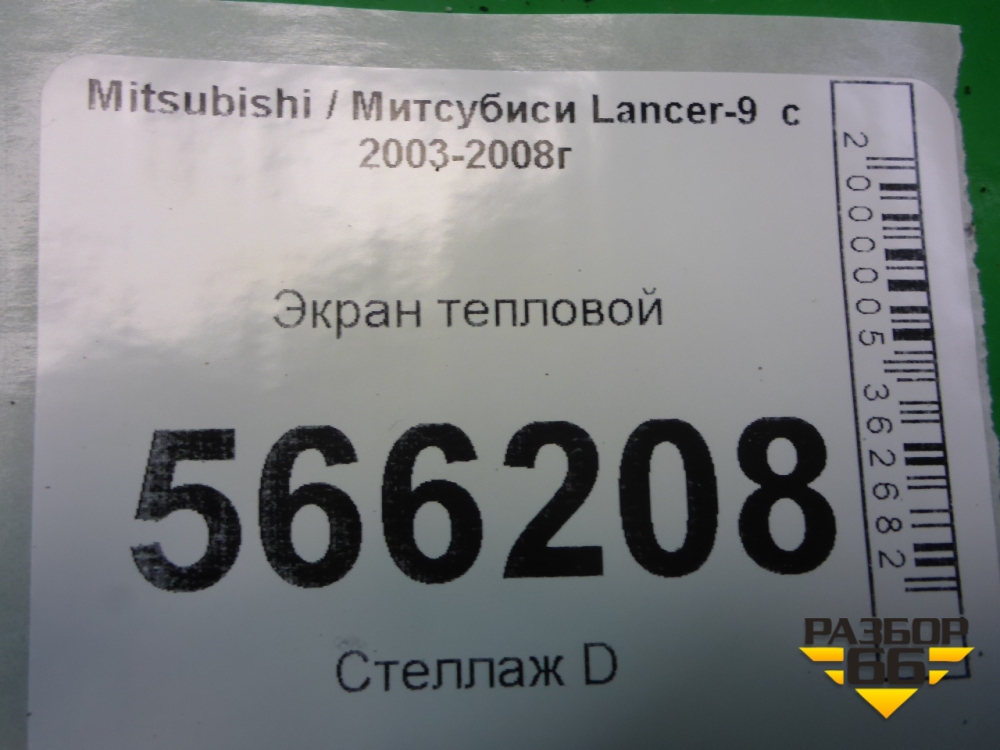 Mitsubishi / Митсубиси Lancer-9 с
2003-2008г
Экран тепловой
566208
Стеллаж D
2000005362682
РАЗБОР
66